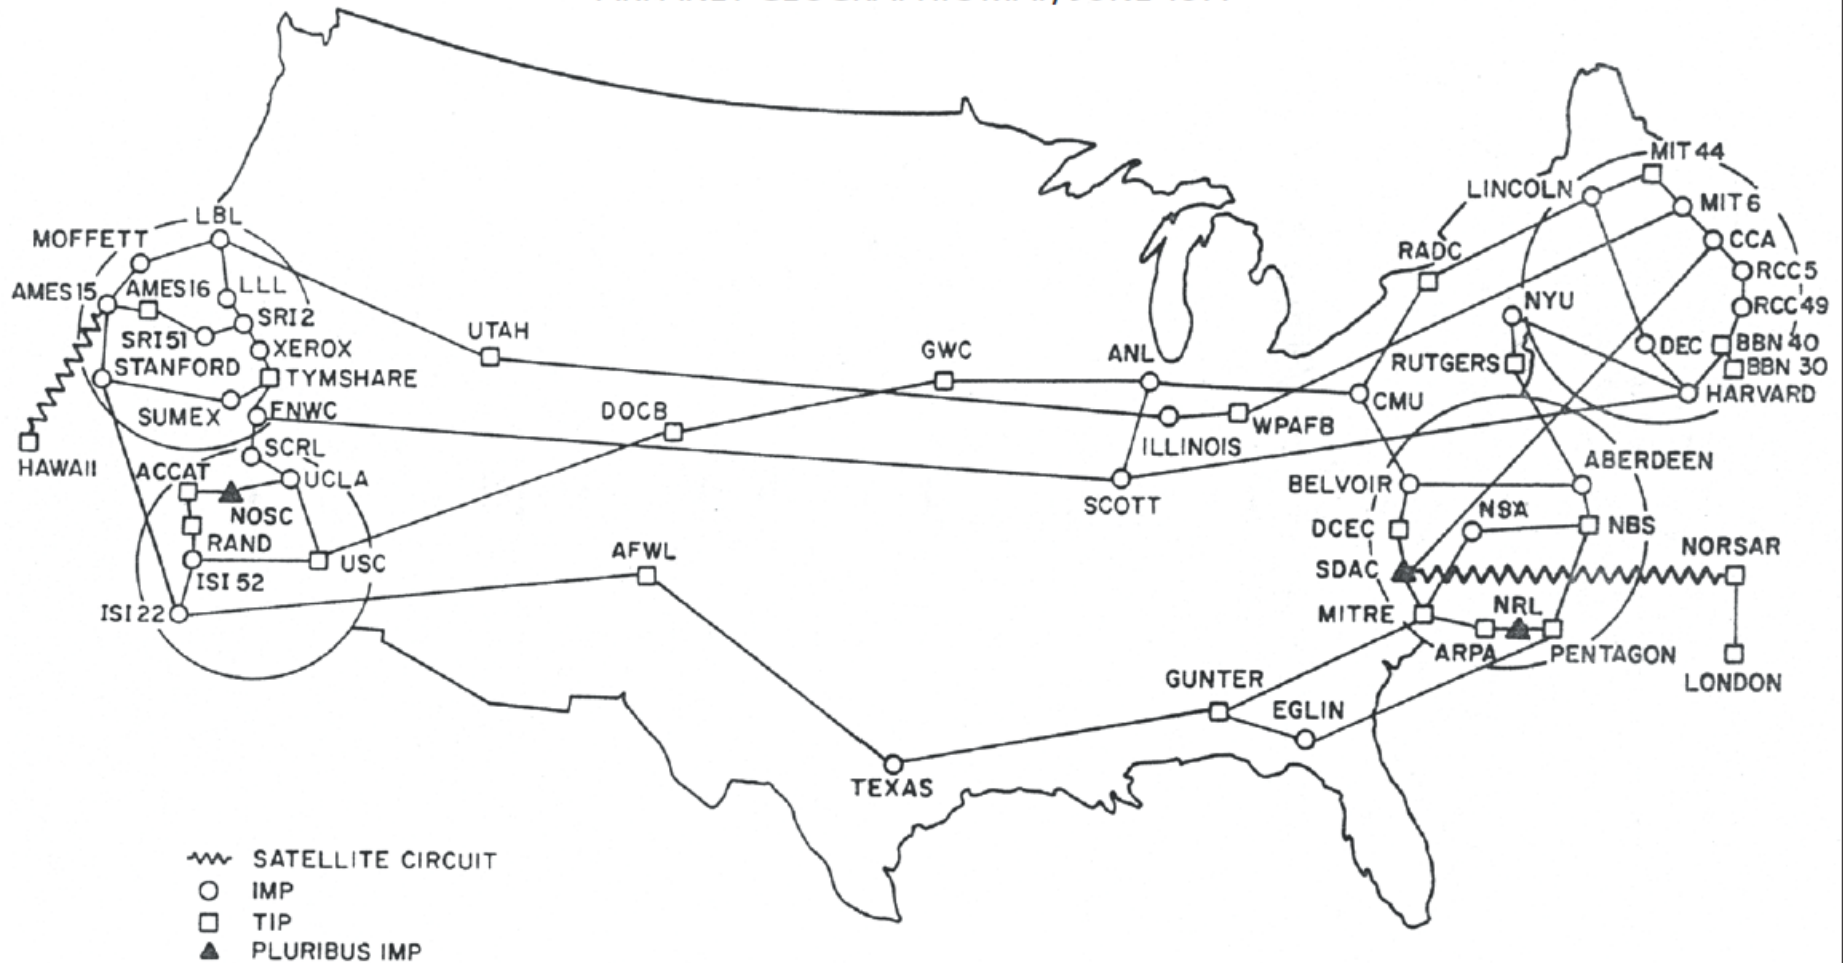 MIT 44
LINCOLN
MIT 6
LBL
MOFFETT
CCA
RADC
RCC 5
AMES 15
AMES 16
LLL
NYU
RCC 49
SRI 2
UTAH
SRI 51
XEROX
GWC
ANL
DEC
BBN 40
STANFORD
RUTGERS
BBN 30
TYMSHARE
HARVARD
SUMEX
FNWC
DOCB
CMU
WPAFB
ILLINOIS
SCRL
HAWAII
ACCAT
UCLA
ABERDEEN
BELVOIR
SCOTT
NOSC
NSA
DCEC
NBS
RAND
AFWL
NORSAR
USC
SDAC
ISI 52
ISI 22
MITRE
NRL
ARPA
PENTAGON
GUNTER
LONDON
EGLIN
TEXAS
SATELLITE CIRCUIT
IMP
TIP
PLURIBUS IMP